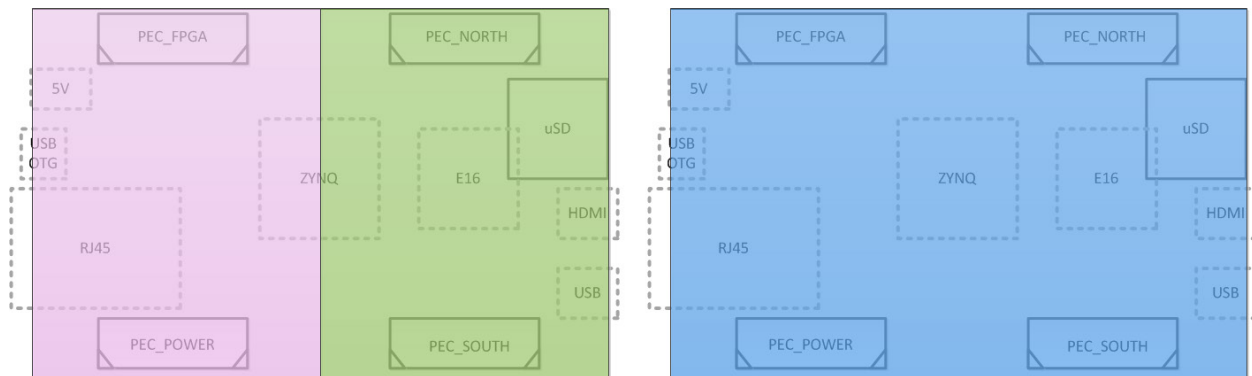 PEC_FPGA
PEC_NORTH
5V
uSD
USB
OTG
ZYNQ
E16
HDMI
RJ45
USB
PEC_POWER
PEC_SOUTH
PEC_FPGA
PEC_NORTH
5V
uSD
USB
OTG
ZYNQ
E16
HDMI
RJ45
USB
PEC_POWER
PEC_SOUTH